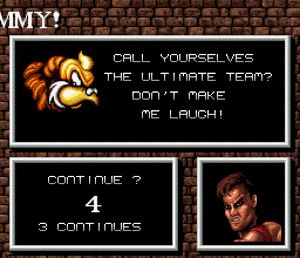 MMY!
CALL YOURSELVES
THE ULTIMATE TEAM?
DON'T MAKE
ME LAUGH!
CONTINUE ?
4
3 CONTINUES